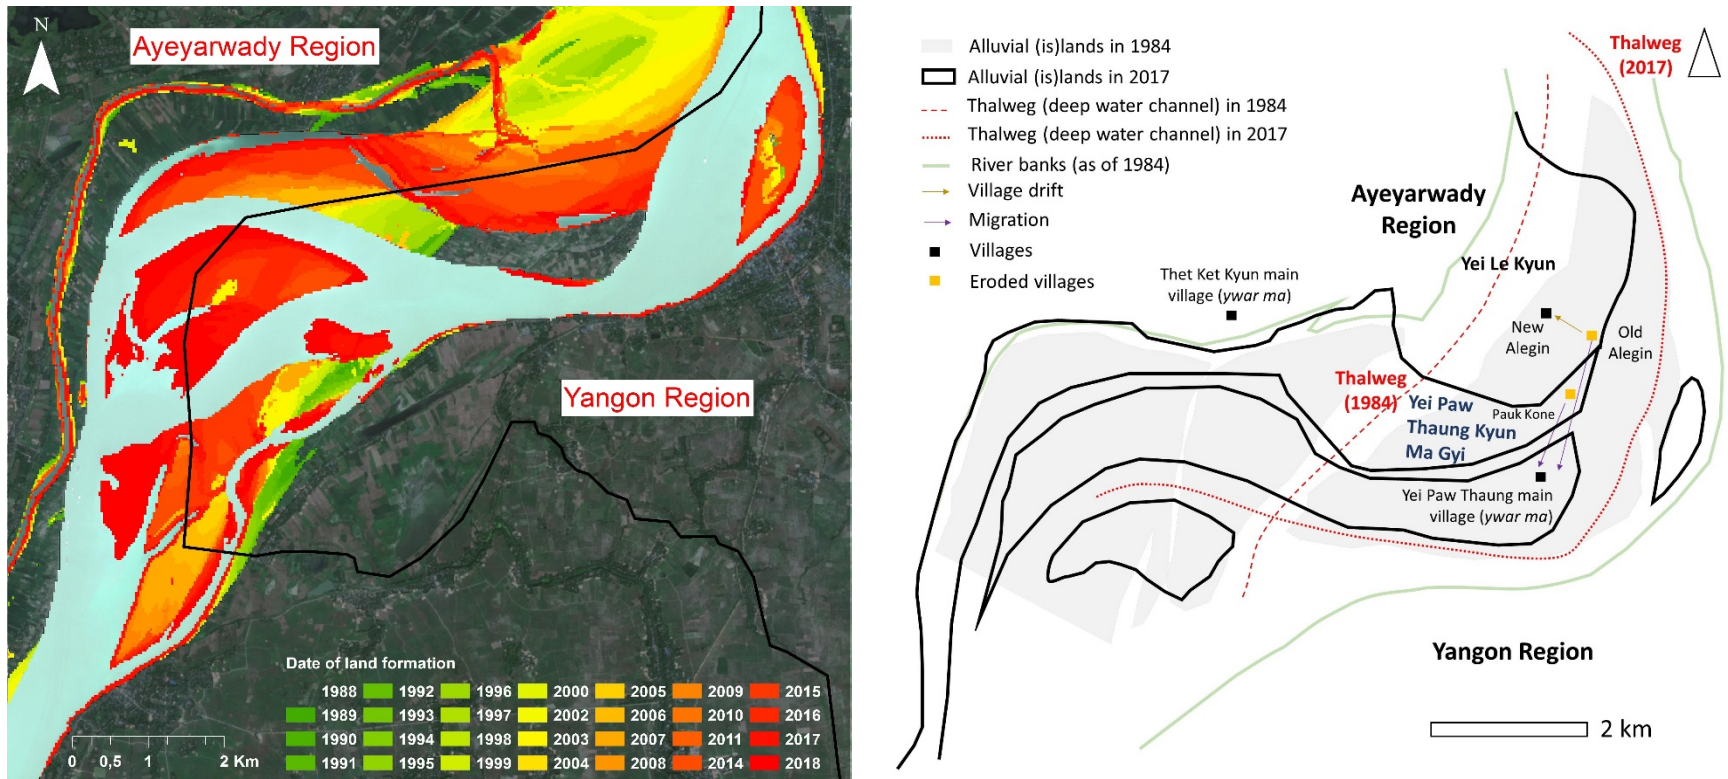 N
Ayeyarwady Region
Yangon Region
Date of land formation
1988 1992 1996 2000 2005 2009 2015
1989 1993 1997 2002 2006 2010 2016
1990 1994 1998 2003 2007 2011 2017
1991 1995 1999 2004 2008 2014 2018
0 0,5 1 2 Km
Alluvial (is)lands in 1984
Alluvial (is)lands in 2017
Thalweg (deep water channel) in 1984
Thalweg (deep water channel) in 2017
River banks (as of 1984)
Village drift
Migration
Villages
Eroded villages
Thalweg
(2017)
Ayeyarwady
Region
Yei Le Kyun
Thet Ket Kyun main
village (ywar ma)
New
Alegin
Old
Alegin
Thalweg
(1984)
Yei Paw
Thaung Kyun
Ma Gyi
Pauk Kone
Yei Paw Thaung main
village (ywar ma)
Yangon Region
2 km